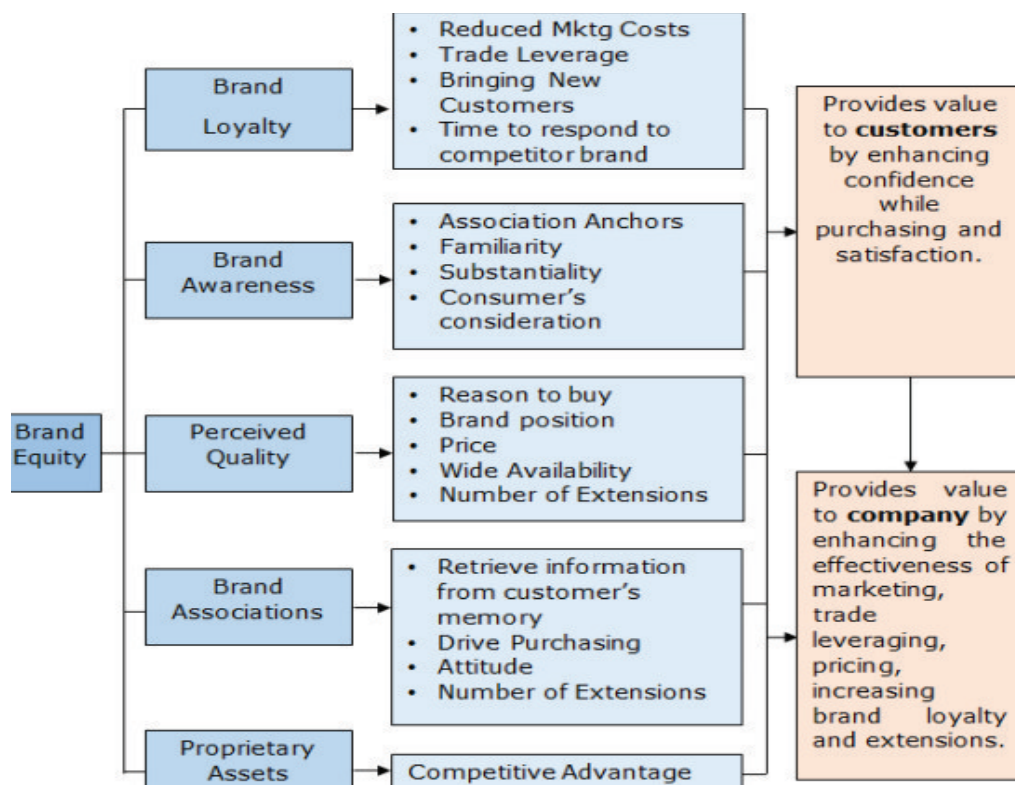 Brand
Equity
Brand
Loyalty
• Reduced Mktg Costs
• Trade Leverage
• Bringing New
Customers
• Time to respond to
competitor brand
Brand
Awareness
• Association Anchors
• Familiarity
• Substantiality
• Consumer's
consideration
Perceived
Quality
• Reason to buy
• Brand position
• Price
• Wide Availability
• Number of Extensions
Brand
Associations
• Retrieve information
from customer's
memory
• Drive Purchasing
• Attitude
• Number of Extensions
Proprietary
Assets
Competitive Advantage
Provides value
to customers
by enhancing
confidence
while
purchasing and
satisfaction.
Provides value
to company by
enhancing the
effectiveness of
marketing,
trade
leveraging,
pricing,
increasing
brand loyalty
and extensions.